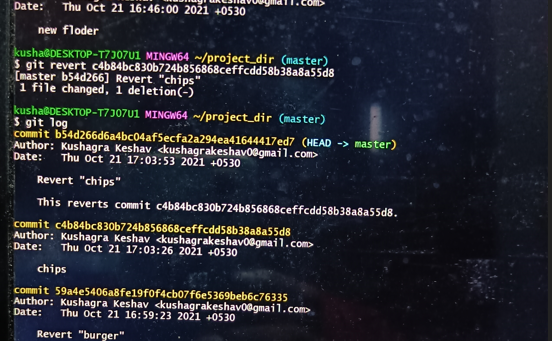 Date: Thu Oct 21 16:46:00 2021 +0530
new floder
kusha@DESKTOP-T7J07U1 MINGW64 ~/project_dir (master)
$ git revert c4b84bc830b724b856868ceffcdd58b38a8a55d8
[master b54d266] Revert "chips"
1 file changed, 1 deletion(-)
kusha@DESKTOP-T7J07U1 MINGW64 ~/project_dir (master)
$ git log
commit b54d266d6a4bc04af5ecfa2a294ea41644417ed7 (HEAD -> master)
Author: Kushagra Keshav <kushagrakeshav0@gmail.com>
Date: Thu Oct 21 17:03:53 2021 +0530
Revert "chips"
This reverts commit c4b84bc830b724b856868ceffcdd58b38a8a55d8.
commit c4b84bc830b724b856868ceffcdd58b38a8a55d8
Author: Kushagra Keshav <kushagrakeshav0@gmail.com>
Date: Thu Oct 21 17:03:26 2021 +0530
chips
commit 59a4e5406a8fe19f0f4cb07f6e5369beb6c76335
Author: Kushagra Keshav <kushagrakeshav0@gmail.com>
Date: Thu Oct 21 16:59:23 2021 +0530
Revert "burger"